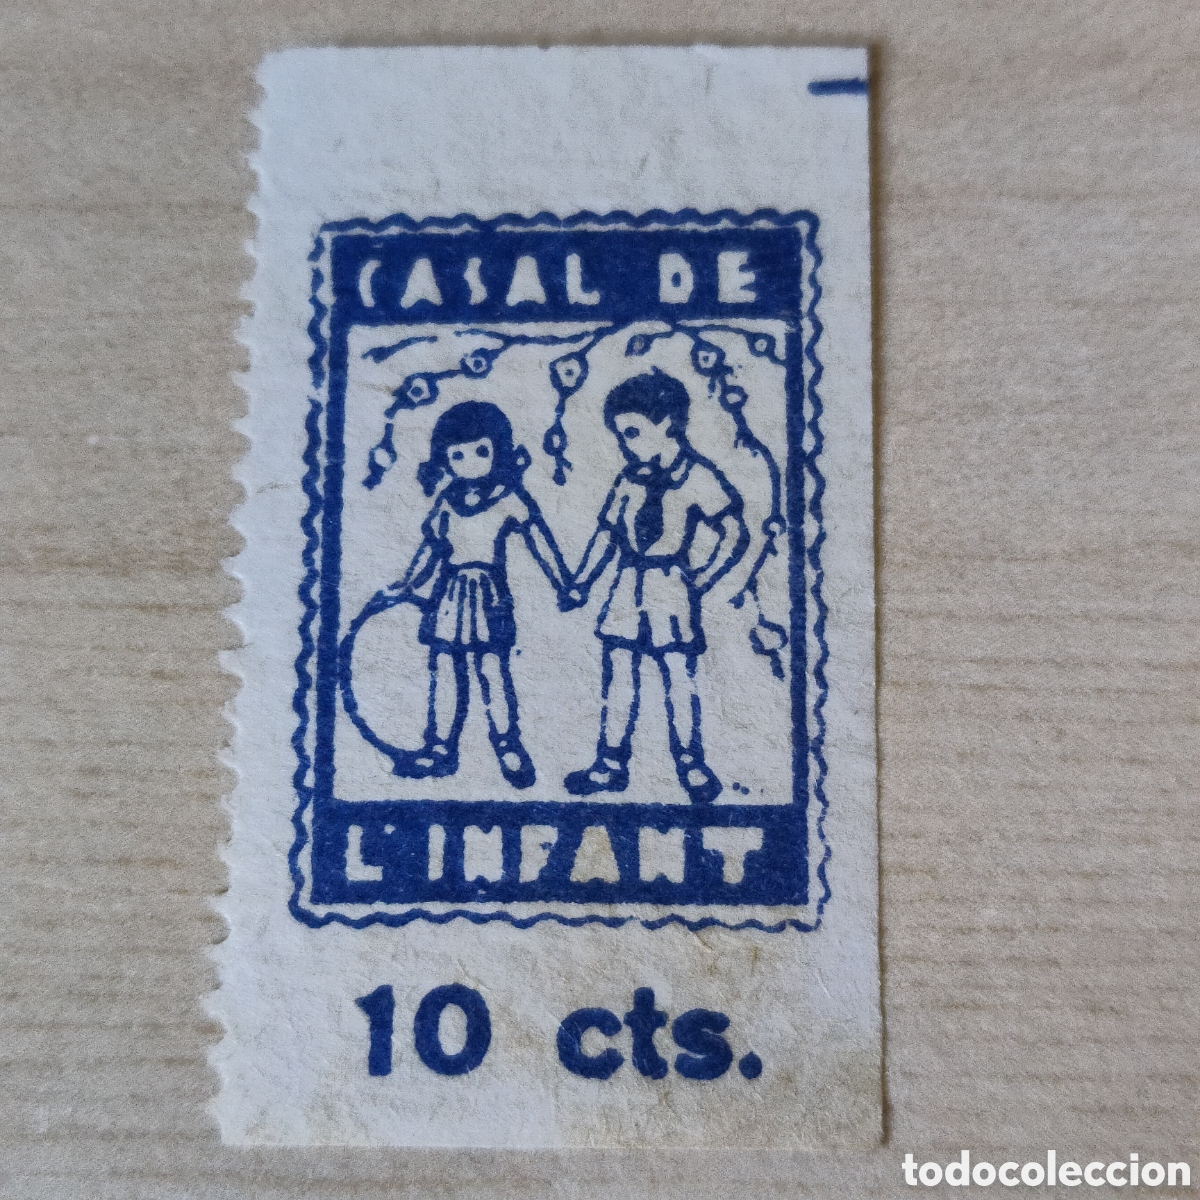 CASAL DE
L'INFANT
10 cts.
todocoleccion